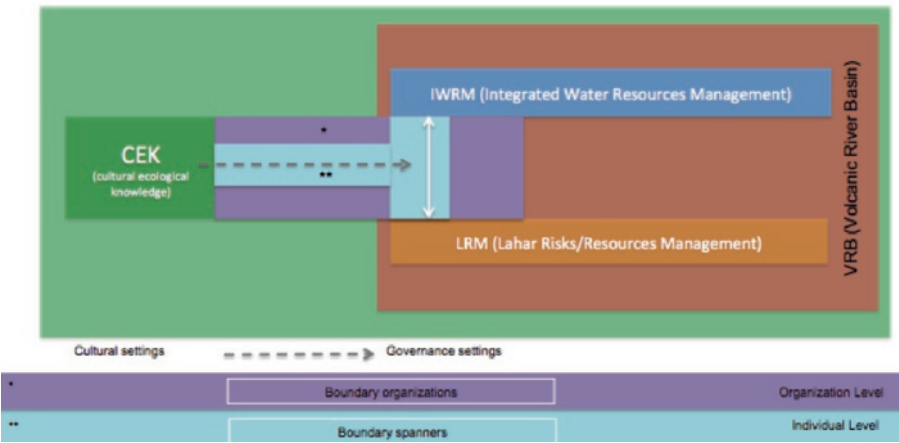 IWRM (Integrated Water Resources Management)
*
CEK
(cultural ecological
knowledge)
**
LRM (Lahar Risks/Resources Management)
VRB (Volcanic River Basin)
Cultural settings
Governance settings
*
Boundary organizations
Organization Level
**
Boundary spanners
Individual Level